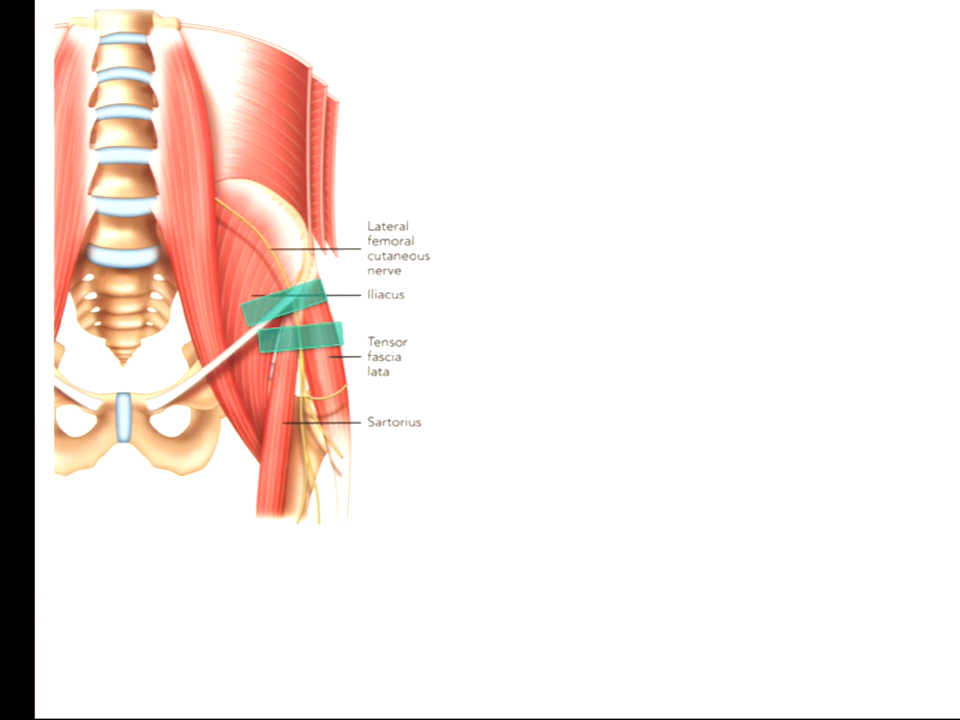 Lateral
femoral
cutaneous
nerve
Iliacus
Tensor
fascia
lata
Sartorius